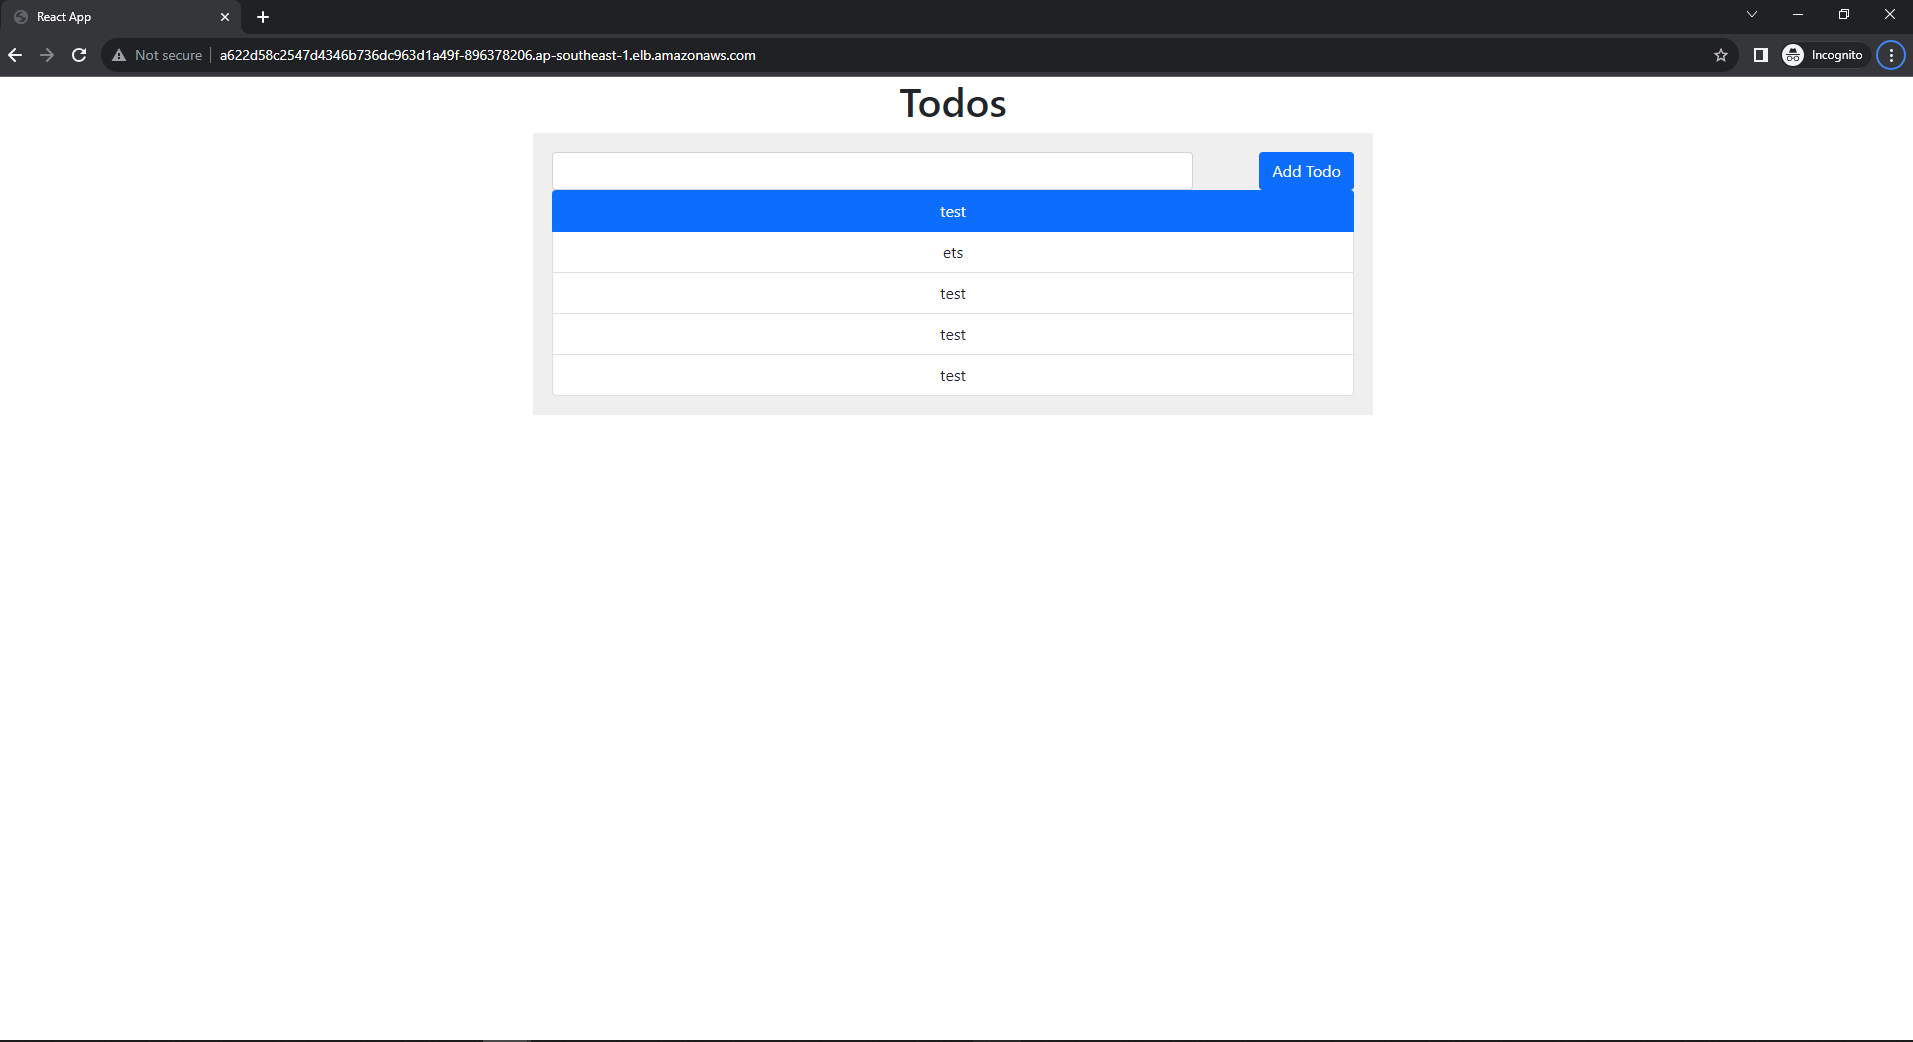 React App
Not secure
a622d58c2547d4346b736dc963d1a49f-896378206.ap-southeast-1.elb.amazonaws.com
Incognito
Todos
Add Todo
test
ets
test
test
test